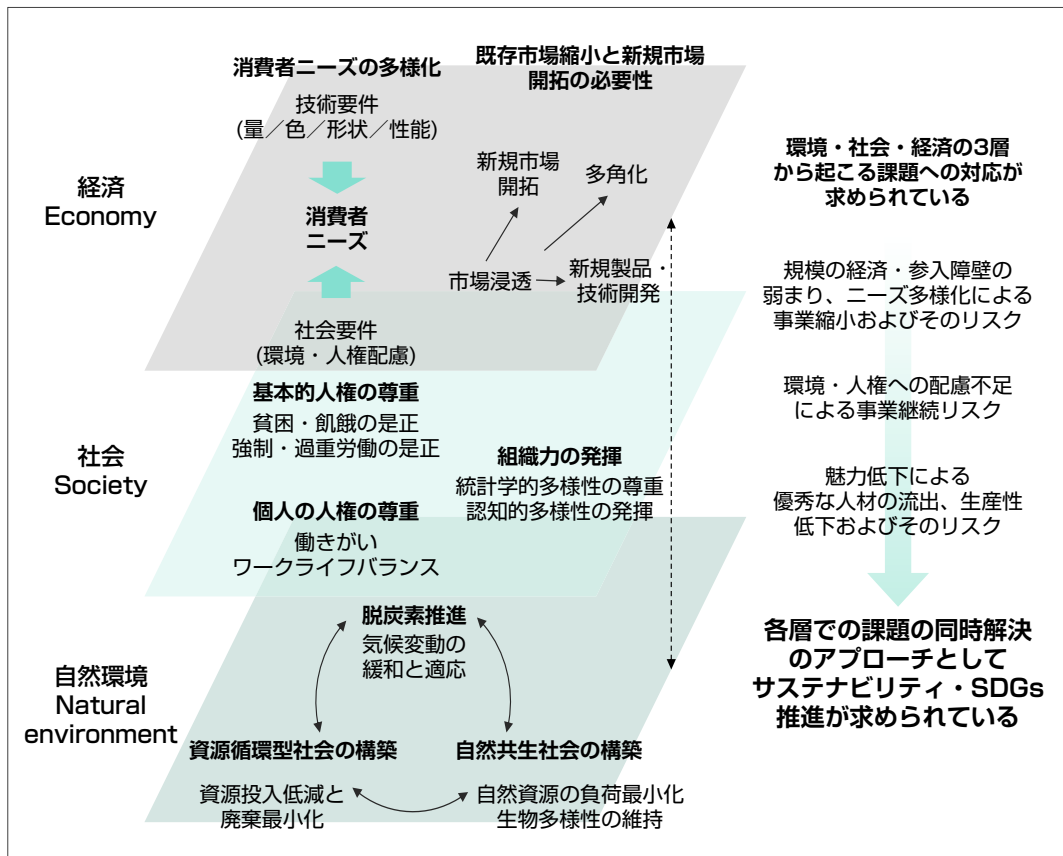 消費者ニーズの多様化
技術要件
(量／色／形状／性能)
消費者
ニーズ
社会要件
(環境・人権配慮)
既存市場縮小と新規市場
開拓の必要性
新規市場
開拓
多角化
市場浸透
新規製品・
技術開発
経済
Economy
基本的人権の尊重
貧困・飢餓の是正
強制・過重労働の是正
個人の人権の尊重
働きがい
ワークライフバランス
組織力の発揮
統計学的多様性の尊重
認知的多様性の発揮
社会
Society
脱炭素推進
気候変動の
緩和と適応
資源循環型社会の構築
資源投入低減と
廃棄最小化
自然共生社会の構築
自然資源の負荷最小化
生物多様性の維持
自然環境
Natural
environment
環境・社会・経済の3層
から起こる課題への対応が
求められている
規模の経済・参入障壁の
弱まり、ニーズ多様化による
事業縮小およびそのリスク
環境・人権への配慮不足
による事業継続リスク
魅力低下による
優秀な人材の流出、生産性
低下およびそのリスク
各層での課題の同時解決
のアプローチとして
サステナビリティ・SDGs
推進が求められている